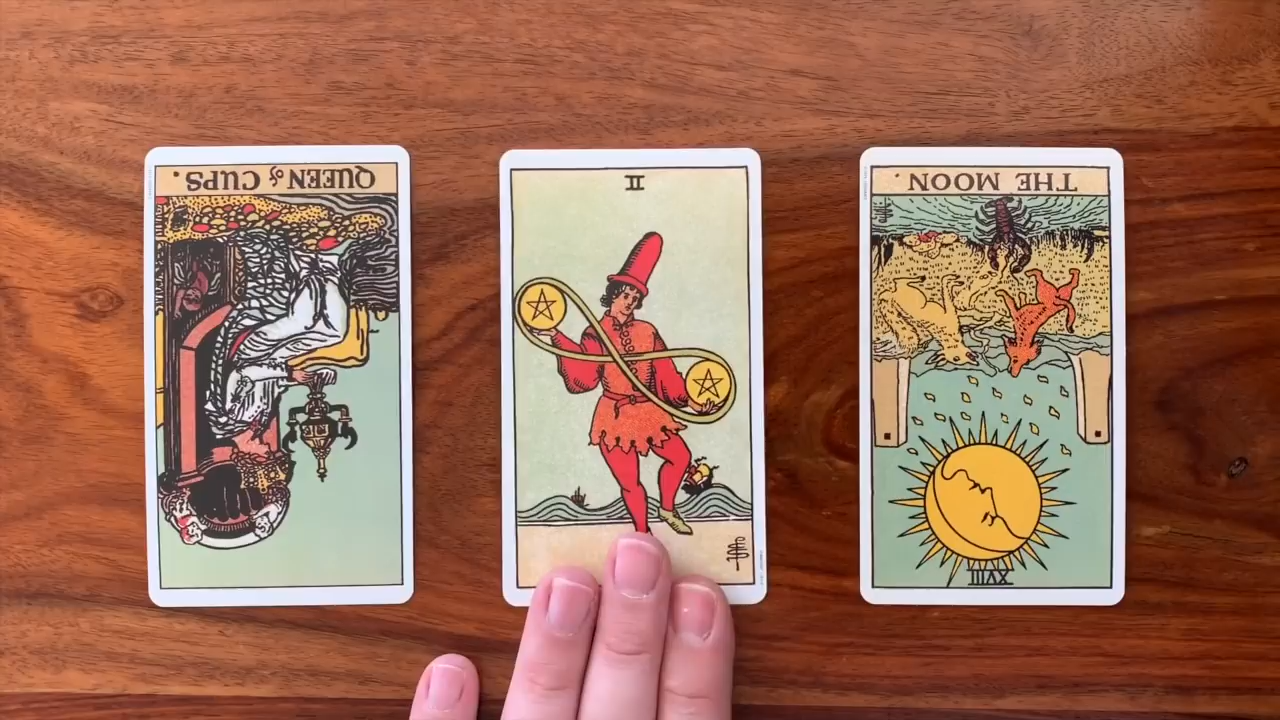 QUEEN of CUPS.
II
THE MOON.
XVIII